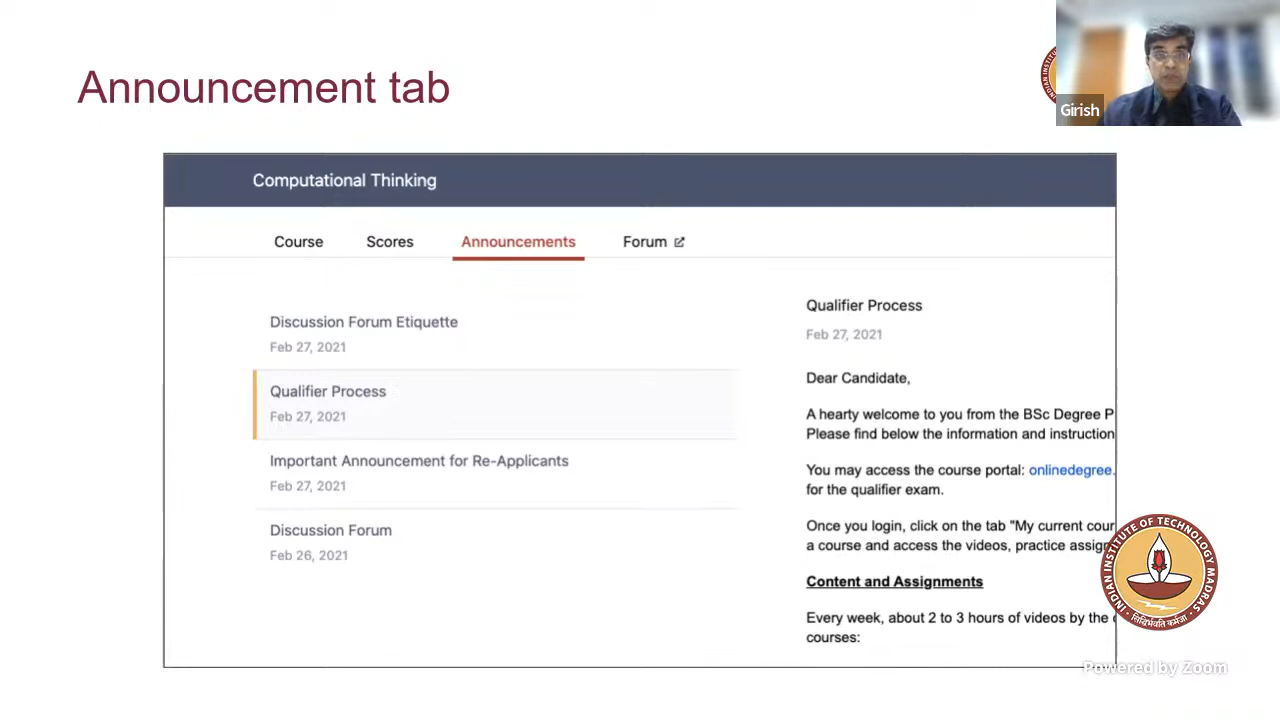 Announcement tab
Girish
Computational Thinking
Course Scores Announcements Forum
Discussion Forum Etiquette
Feb 27, 2021
Qualifier Process
Feb 27, 2021
Important Announcement for Re-Applicants
Feb 27, 2021
Discussion Forum
Feb 26, 2021
Qualifier Process
Feb 27, 2021
Dear Candidate,
A hearty welcome to you from the BSc Degree P
Please find below the information and instruction
You may access the course portal: onlinedegree.
for the qualifier exam.
Once you login, click on the tab "My current cour
a course and access the videos, practice assig
Content and Assignments
Every week, about 2 to 3 hours of videos by the
courses:
INDIAN INSTITUTE OF TECHNOLOGY MADRAS
सिद्धिर्भवति कर्मजा
Powered by Zoom